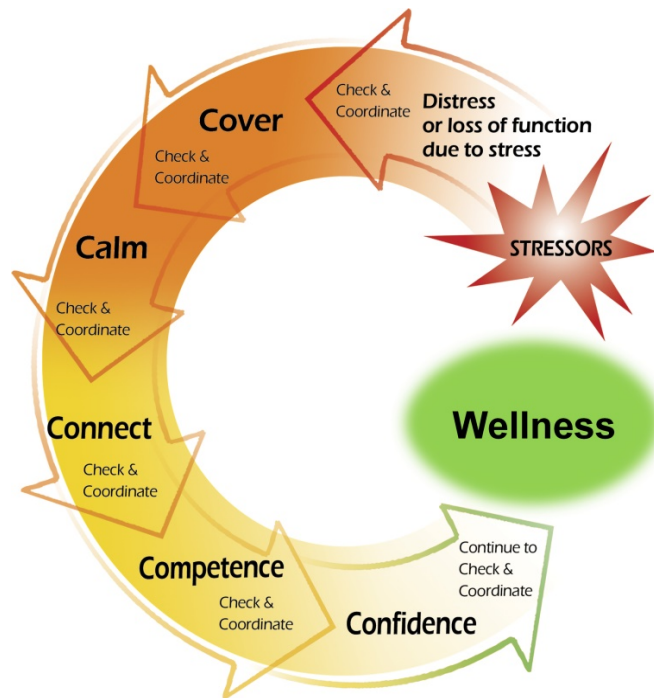 STRESSORS
Distress
or loss of function
due to stress
Check &
Coordinate
Cover
Check &
Coordinate
Calm
Check &
Coordinate
Connect
Check &
Coordinate
Competence
Check &
Coordinate
Confidence
Continue to
Check &
Coordinate
Wellness